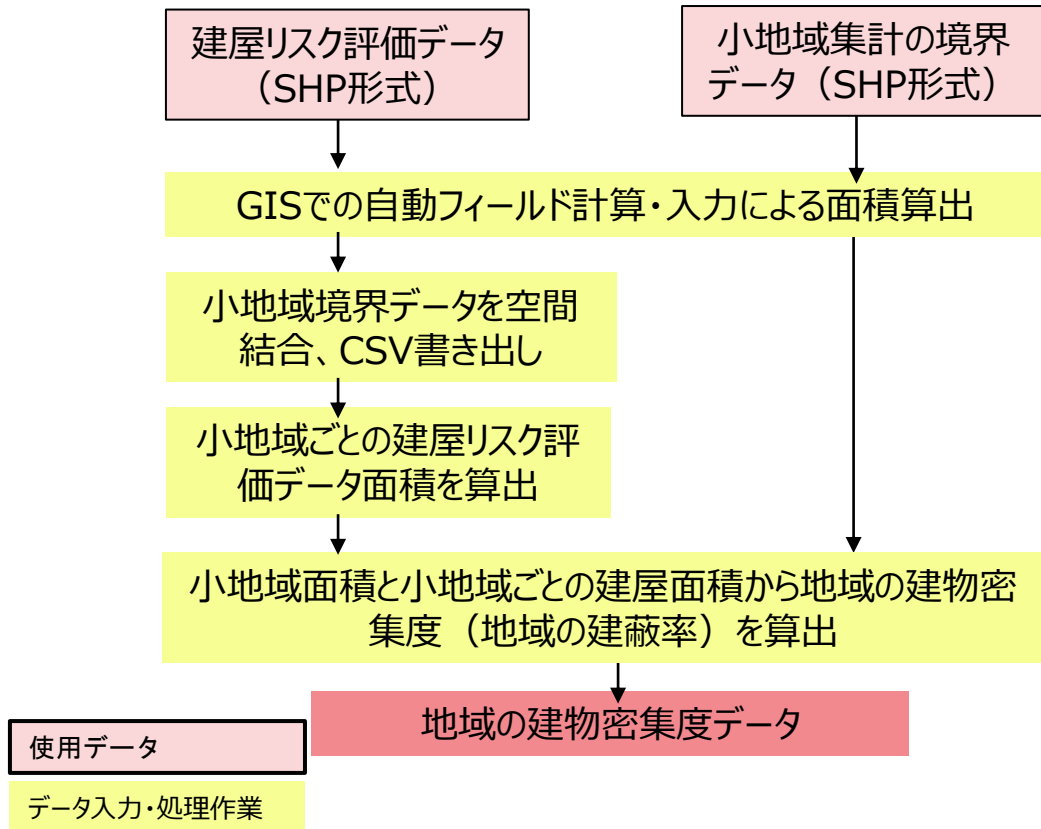 建屋リスク評価データ
（SHP形式）
小地域集計の境界
データ（SHP形式）
GISでの自動フィールド計算・入力による面積算出
小地域境界データを空間
結合、CSV書き出し
小地域ごとの建屋リスク評
価データ面積を算出
小地域面積と小地域ごとの建屋面積から地域の建物密
集度（地域の建蔽率）を算出
地域の建物密集度データ
使用データ
データ入力・処理作業